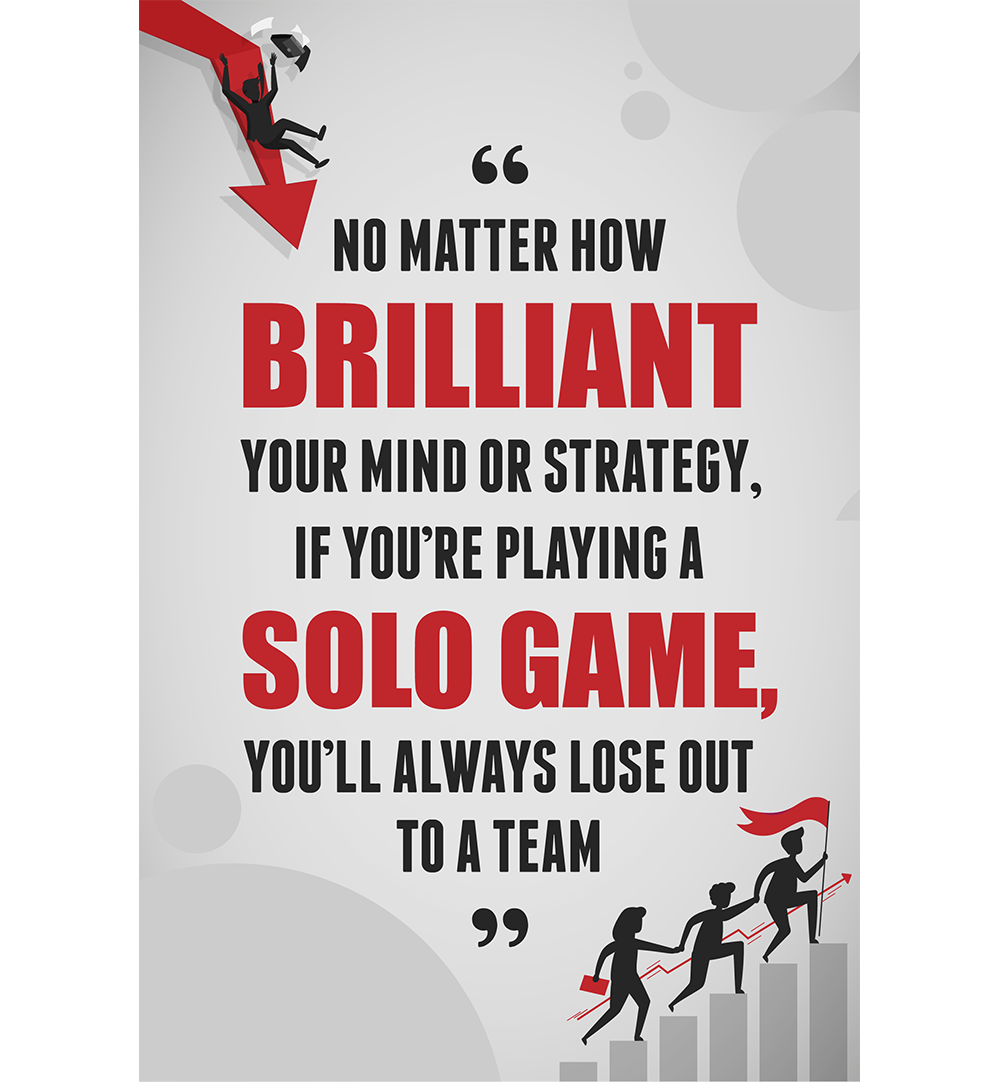 “
NO MATTER HOW
BRILLIANT
YOUR MIND OR STRATEGY,
IF YOU’RE PLAYING A
SOLO GAME,
YOU’LL ALWAYS LOSE OUT
TO A TEAM
”